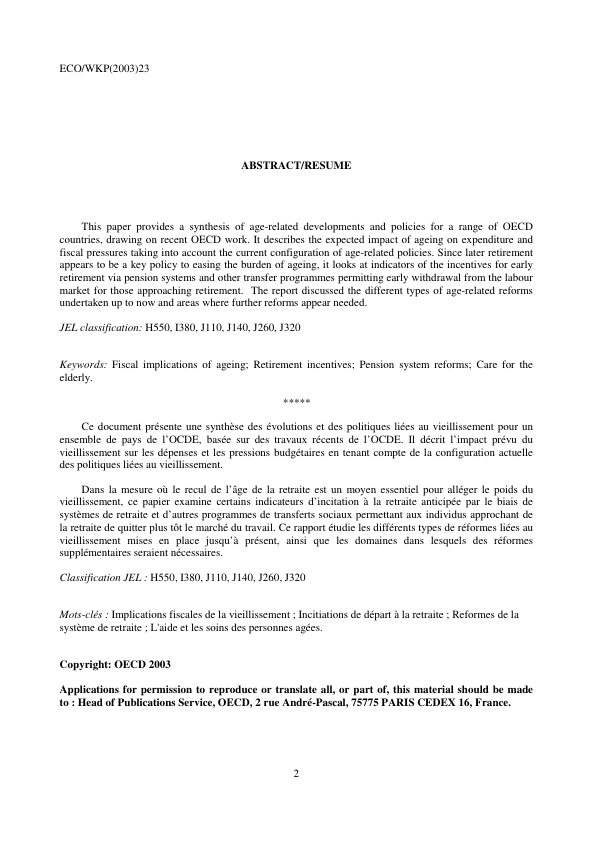 ECO/WKP(2003)23
ABSTRACT/RESUME
This paper provides a synthesis of age-related developments and policies for a range of OECD
countries, drawing on recent OECD work. It describes the expected impact of ageing on expenditure and
fiscal pressures taking into account the current configuration of age-related policies. Since later retirement
appears to be a key policy to easing the burden of ageing, it looks at indicators of the incentives for early
retirement via pension systems and other transfer programmes permitting early withdrawal from the labour
market for those approaching retirement. The report discussed the different types of age-related reforms
undertaken up to now and areas where further reforms appear needed.
JEL classification: H550, I380, J110, J140, J260, J320
Keywords: Fiscal implications of ageing; Retirement incentives; Pension system reforms; Care for the
elderly.
*****
Ce document présente une synthèse des évolutions et des politiques liées au vieillissement pour un
ensemble de pays de l'OCDE, basée sur des travaux récents de l'OCDE. Il décrit l'impact prévu du
vieillissement sur les dépenses et les pressions budgétaires en tenant compte de la configuration actuelle
des politiques liées au vieillissement.
Dans la mesure où le recul de l'âge de la retraite est un moyen essentiel pour alléger le poids du
vieillissement, ce papier examine certains indicateurs d'incitation à la retraite anticipée par le biais de
systèmes de retraite et d'autres programmes de transferts sociaux permettant aux individus approchant de
la retraite de quitter plus tôt le marché du travail. Ce rapport étudie les différents types de réformes liées au
vieillissement mises en place jusqu'à présent, ainsi que les domaines dans lesquels des réformes
supplémentaires seraient nécessaires.
Classification JEL : H550, I380, J110, J140, J260, J320
Mots-clés : Implications fiscales de la vieillissement ; Incitiations de départ à la retraite ; Reformes de la
système de retraite ; L'aide et les soins des personnes agées.
Copyright: OECD 2003
Applications for permission to reproduce or translate all, or part of, this material should be made
to : Head of Publications Service, OECD, 2 rue André-Pascal, 75775 PARIS CEDEX 16, France.
2